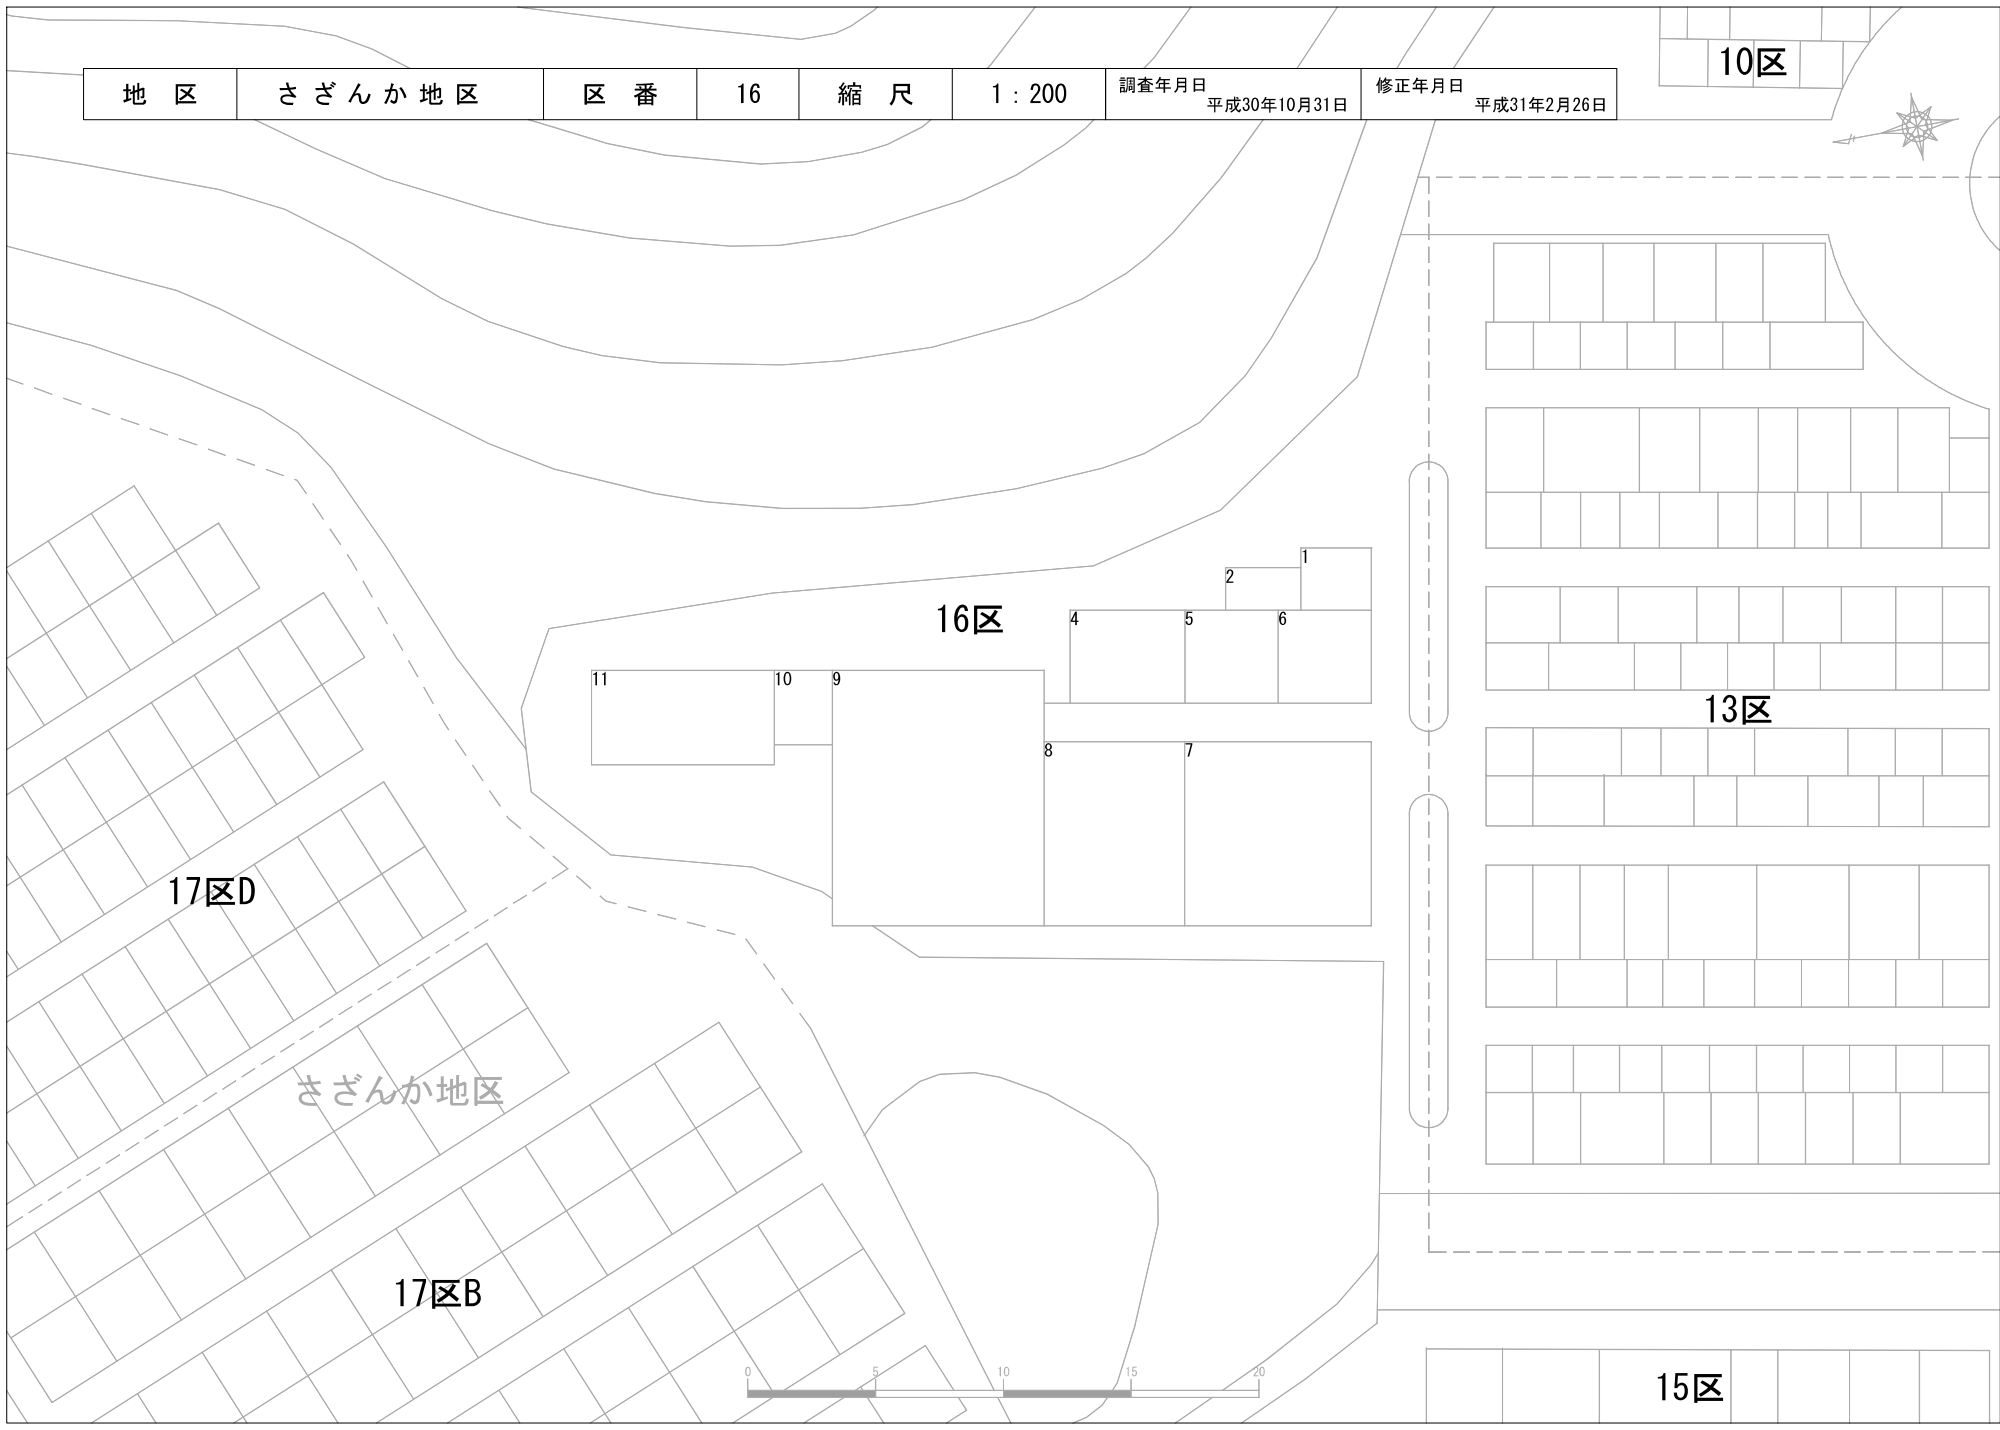 10区
地 区 さざんか地区 区 番 16 縮 尺 1:200 調査年月日 平成30年10月31日 修正年月日 平成31年2月26日
1
2
16区
4 5 6
11 10 9
13区
8 7
17区D
さざんか地区
17区B
0 5 10 15 20
15区